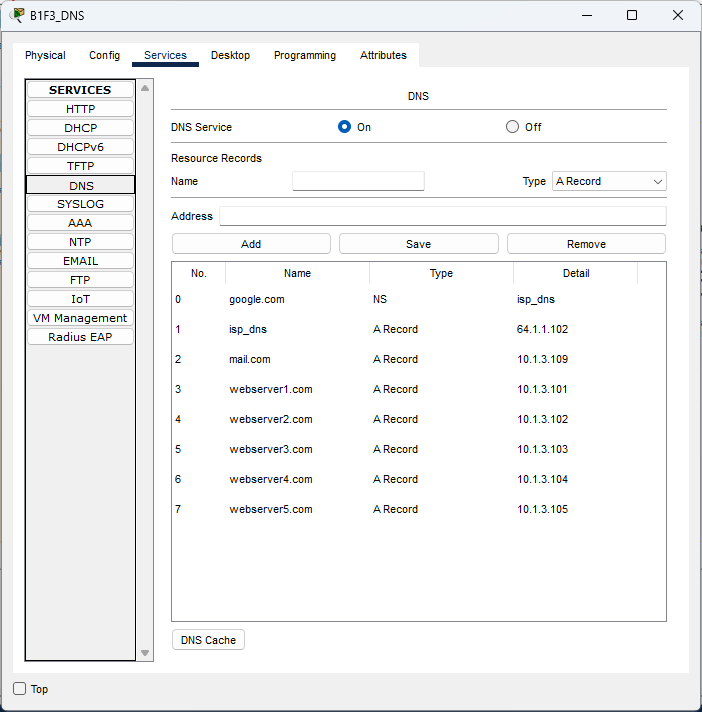 B1F3_DNS
Physical Config Services Desktop Programming Attributes
SERVICES
HTTP
DHCP
DHCPv6
TFTP
DNS
SYSLOG
AAA
NTP
EMAIL
FTP
IoT
VM Management
Radius EAP
DNS
DNS Service On Off
Resource Records
Name Type A Record
Address
Add Save Remove
No. Name Type Detail
0 google.com NS isp_dns
1 isp_dns A Record 64.1.1.102
2 mail.com A Record 10.1.3.109
3 webserver1.com A Record 10.1.3.101
4 webserver2.com A Record 10.1.3.102
5 webserver3.com A Record 10.1.3.103
6 webserver4.com A Record 10.1.3.104
7 webserver5.com A Record 10.1.3.105
DNS Cache
Top